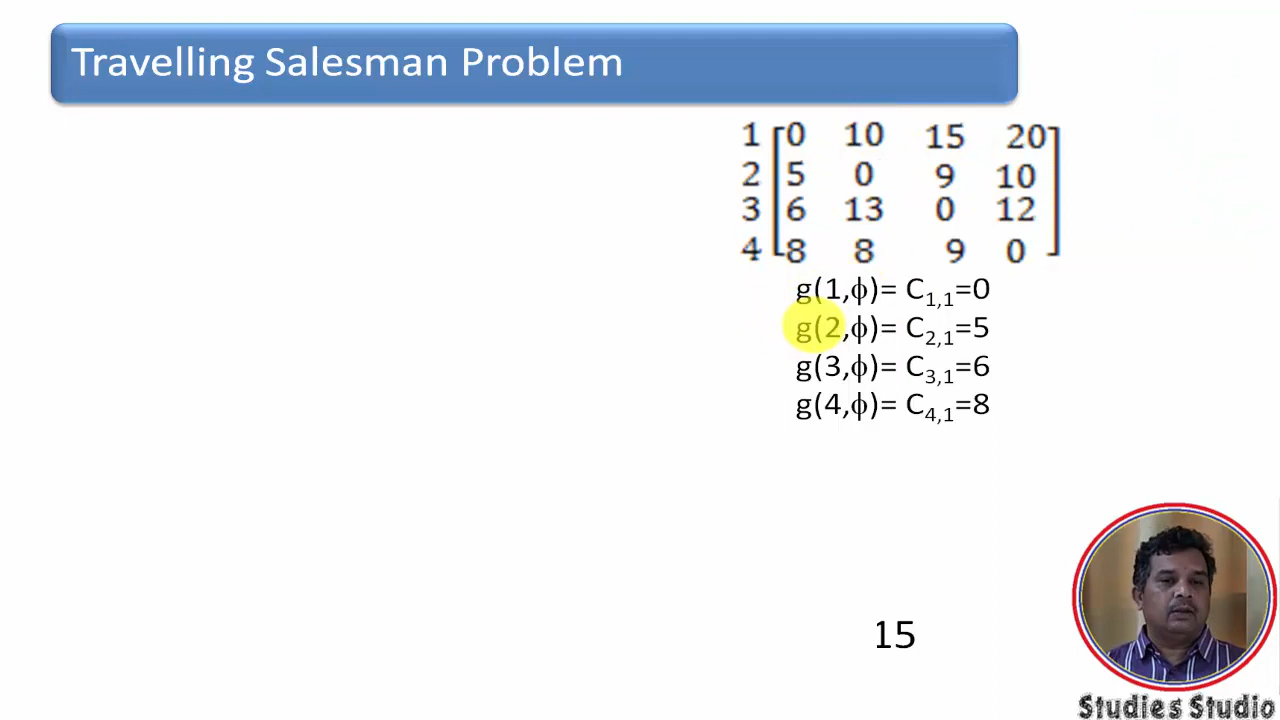 Travelling Salesman Problem
1 0 10 15 20
2 5 0 9 10
3 6 13 0 12
4 8 8 9 0
g(1,ϕ)= C1,1=0
g(2,ϕ)= C2,1=5
g(3,ϕ)= C3,1=6
g(4,ϕ)= C4,1=8
15
Studies Studio